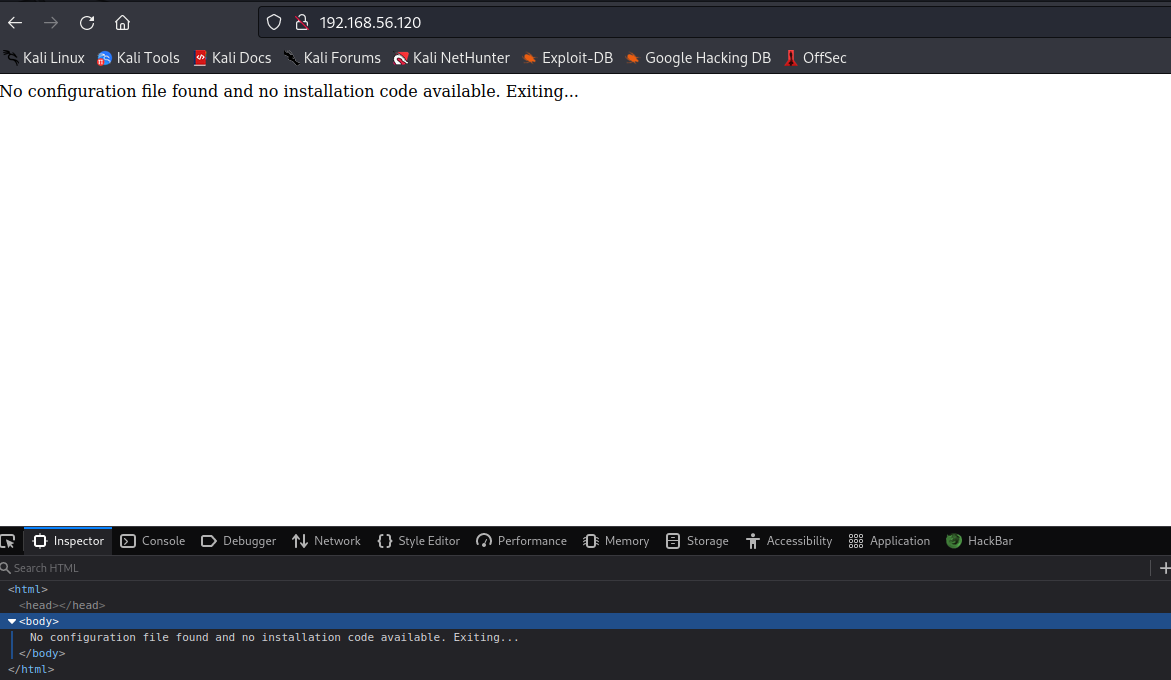 192.168.56.120
Kali Linux Kali Tools Kali Docs Kali Forums Kali NetHunter Exploit-DB Google Hacking DB OffSec
No configuration file found and no installation code available. Exiting...
Inspector Console Debugger Network Style Editor Performance Memory Storage Accessibility Application HackBar
Search HTML
<html>
<head></head>
<body>
No configuration file found and no installation code available. Exiting...
</body>
</html>